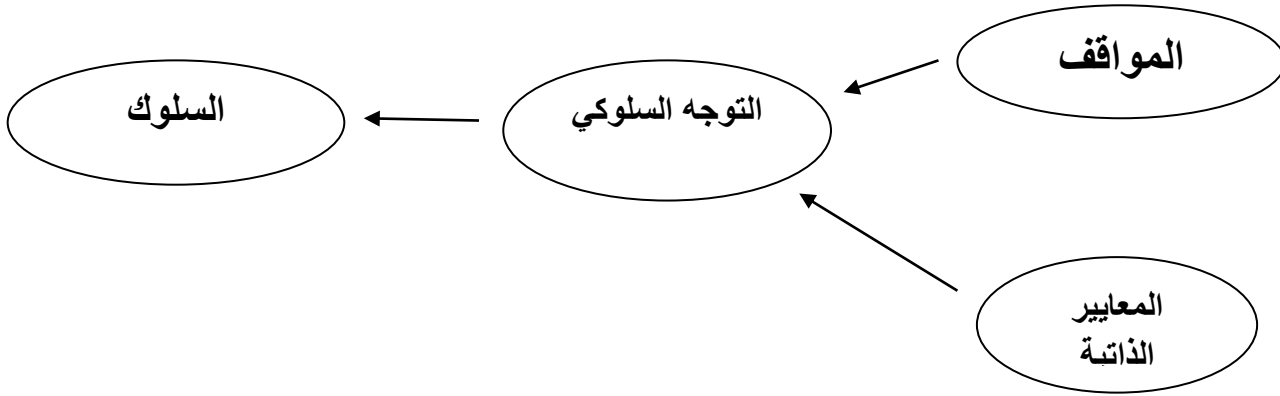 المواقف
التوجه السلوكي
السلوك
المعايير
الذاتية